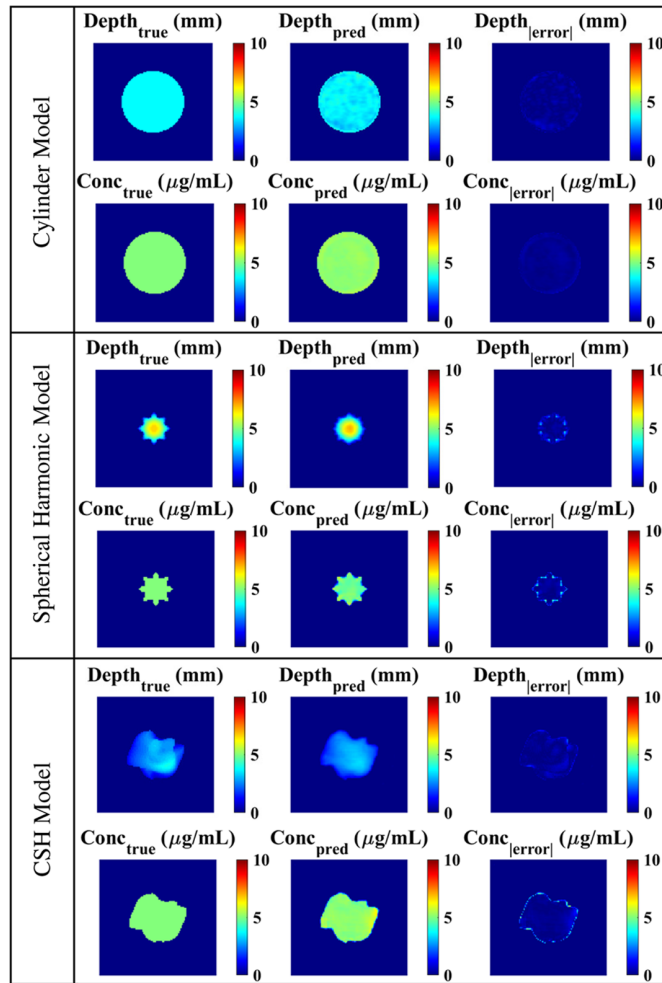 Cylinder Model
Depth_true (mm) Depth_pred (mm) Depth_|error| (mm)
10 10 10
5 5 5
0 0 0
Conc_true (μg/mL) Conc_pred (μg/mL) Conc_|error| (μg/mL)
10 10 10
5 5 5
0 0 0
Spherical Harmonic Model
Depth_true (mm) Depth_pred (mm) Depth_|error| (mm)
10 10 10
5 5 5
0 0 0
Conc_true (μg/mL) Conc_pred (μg/mL) Conc_|error| (μg/mL)
10 10 10
5 5 5
0 0 0
CSH Model
Depth_true (mm) Depth_pred (mm) Depth_|error| (mm)
10 10 10
5 5 5
0 0 0
Conc_true (μg/mL) Conc_pred (μg/mL) Conc_|error| (μg/mL)
10 10 10
5 5 5
0 0 0